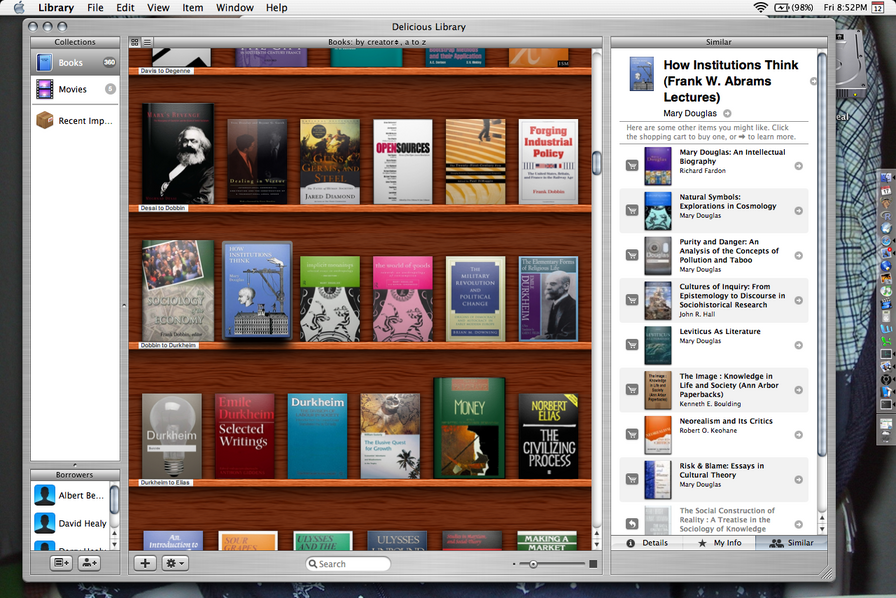 Library File Edit View Item Window Help
(98%) Fri 8:52PM
12
Delicious Library
Collections
Books 360
Movies 5
Recent Imp...
Borrowers
Albert Be...
David Healy
Books: by creator, a to z
Davis to Degenne
OPENSOURCES
GUNS, GERMS, AND STEEL
JARED DIAMOND
Forging Industrial Policy
Frank Dobbin
Desai to Dobbin
SOCIOLOGY
ECONOMY
Frank Dobbin, editor
HOW INSTITUTIONS THINK
Mary Douglas
implicit meanings
the world of goods
THE MILITARY REVOLUTION AND POLITICAL CHANGE
The Elementary Forms of Religious Life
DURKHEIM
Dobbin to Durkheim
Durkheim
Emile Durkheim
Selected Writings
Durkheim
The Elusive Quest for Growth
MONEY
NORBERT ELIAS
THE CIVILIZING PROCESS
Durkheim to Elias
An Introduction to
SOUR GRAPES
ULYSSES AND THE
ULYSSES UNBOUND
MAKING A MARKET
Search
Similar
How Institutions Think (Frank W. Abrams Lectures)
Mary Douglas
Here are some other items you might like. Click
the shopping cart to buy one, or ➡ to learn more.
Mary Douglas: An Intellectual
Biography
Richard Fardon
Natural Symbols:
Explorations in Cosmology
Mary Douglas
Purity and Danger: An
Analysis of the Concepts of
Pollution and Taboo
Mary Douglas
Cultures of Inquiry: From
Epistemology to Discourse in
Sociohistorical Research
John R. Hall
Leviticus As Literature
Mary Douglas
The Image : Knowledge in
Life and Society (Ann Arbor
Paperbacks)
Kenneth E. Boulding
Neorealism and Its Critics
Robert O. Keohane
Risk & Blame: Essays in
Cultural Theory
Mary Douglas
The Social Construction of
Reality : A Treatise in the
Sociology of Knowledge
Details My Info Similar